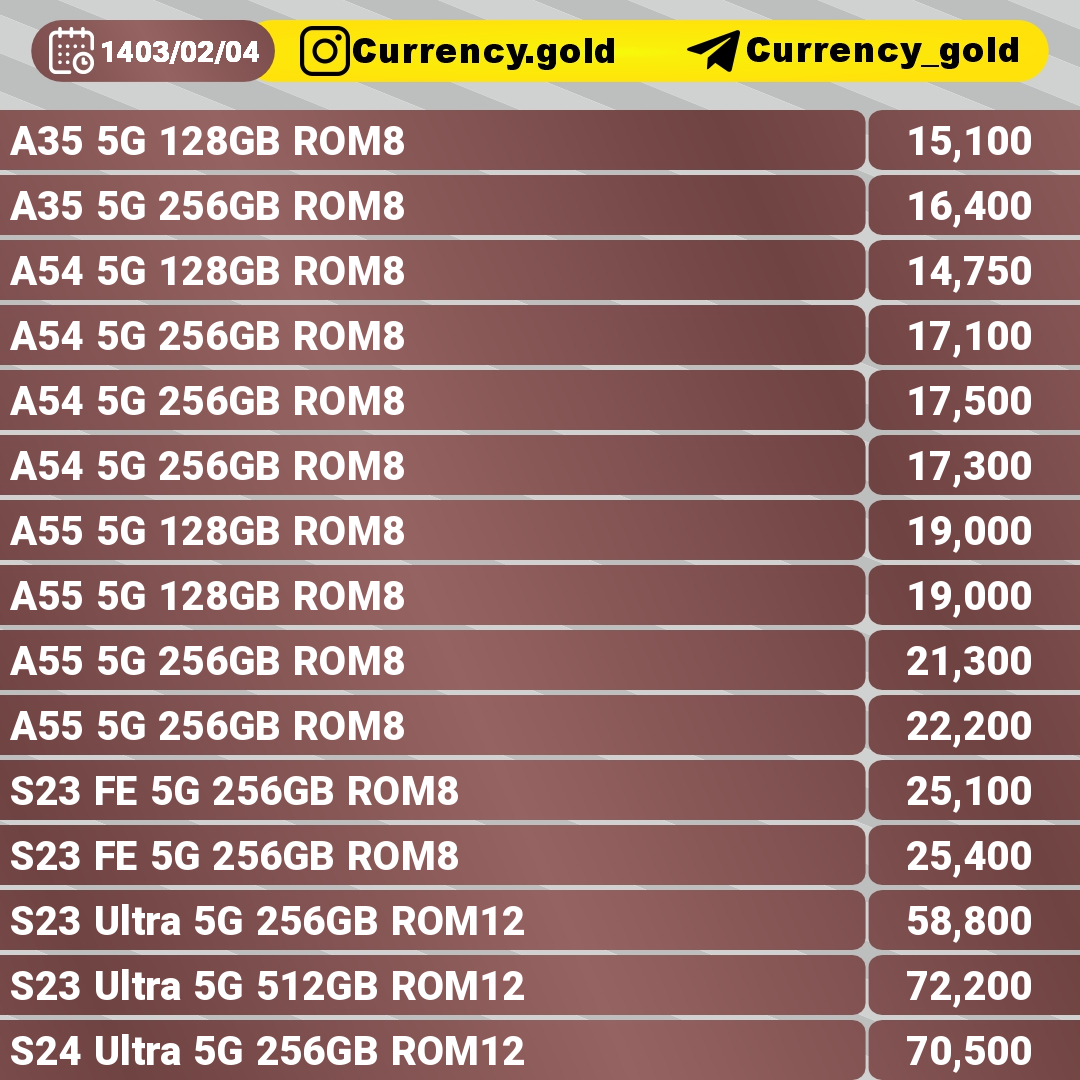 1403/02/04 Currency.gold Currency_gold
A35 5G 128GB ROM8 15,100
A35 5G 256GB ROM8 16,400
A54 5G 128GB ROM8 14,750
A54 5G 256GB ROM8 17,100
A54 5G 256GB ROM8 17,500
A54 5G 256GB ROM8 17,300
A55 5G 128GB ROM8 19,000
A55 5G 128GB ROM8 19,000
A55 5G 256GB ROM8 21,300
A55 5G 256GB ROM8 22,200
S23 FE 5G 256GB ROM8 25,100
S23 FE 5G 256GB ROM8 25,400
S23 Ultra 5G 256GB ROM12 58,800
S23 Ultra 5G 512GB ROM12 72,200
S24 Ultra 5G 256GB ROM12 70,500